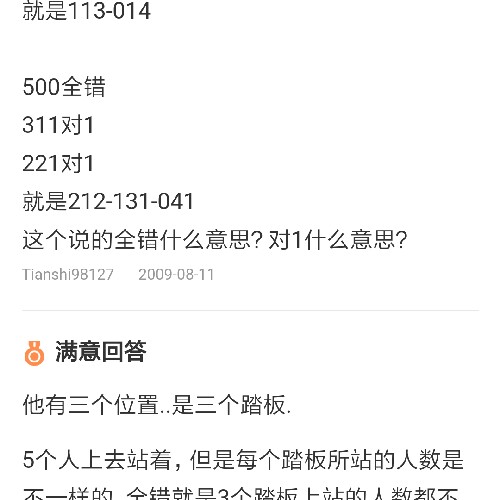 就是113-014
500全错
311对1
221对1
就是212-131-041
这个说的全错什么意思? 对1什么意思?
Tianshi98127 2009-08-11
满意回答
他有三个位置..是三个踏板.
5个人上去站着, 但是每个踏板所站的人数是
不一样的, 全错就是3个踏板上站的人数都不